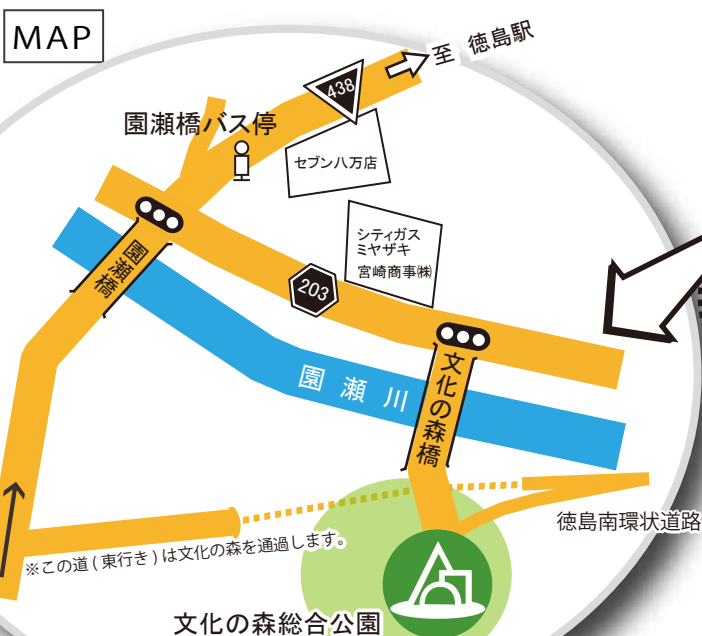 MAP
至 徳島駅
438
園瀬橋バス停
セブン八万店
シティガス
ミヤザキ
宮崎商事㈱
園瀬橋
203
園瀬川
文化の森橋
徳島南環状道路
※この道(東行き)は文化の森を通過します。
文化の森総合公園